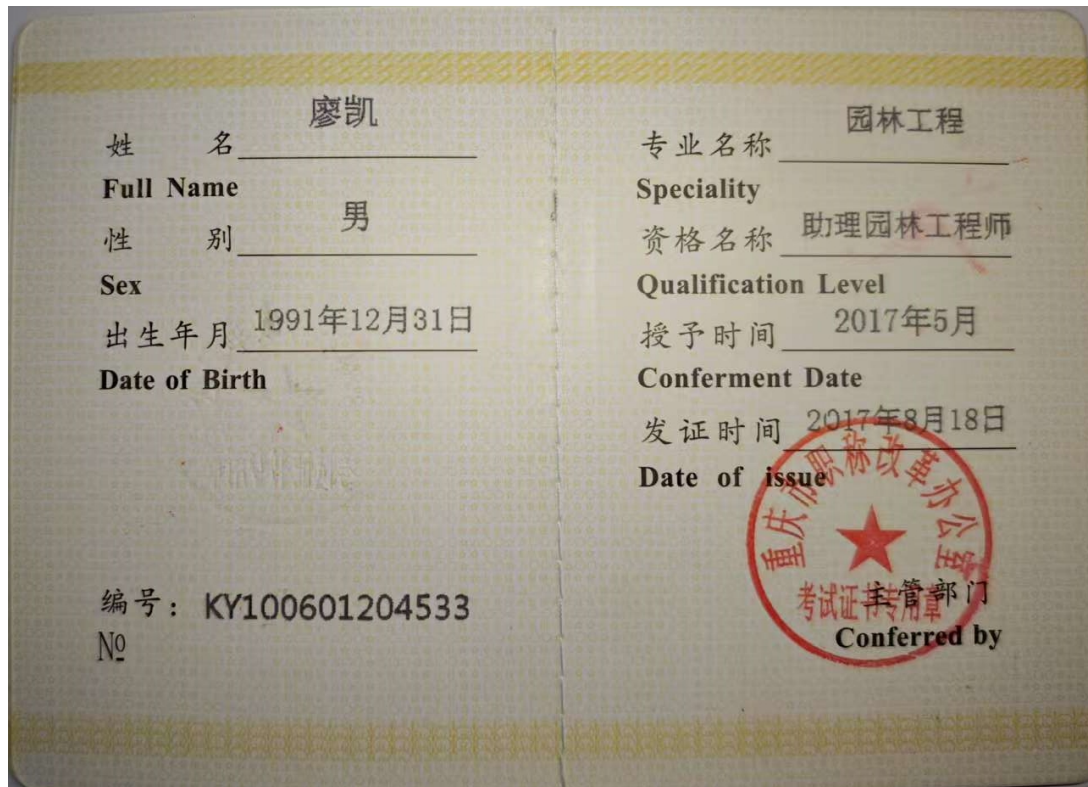 姓 名 廖凯
Full Name
性 别 男
Sex
出生年月 1991年12月31日
Date of Birth
编号: KY100601204533
№
专业名称 园林工程
Speciality
资格名称 助理园林工程师
Qualification Level
授予时间 2017年5月
Conferment Date
发证时间 2017年8月18日
Date of issue
重庆市职称改革办公室
考试证书专用章
主管部门
Conferred by